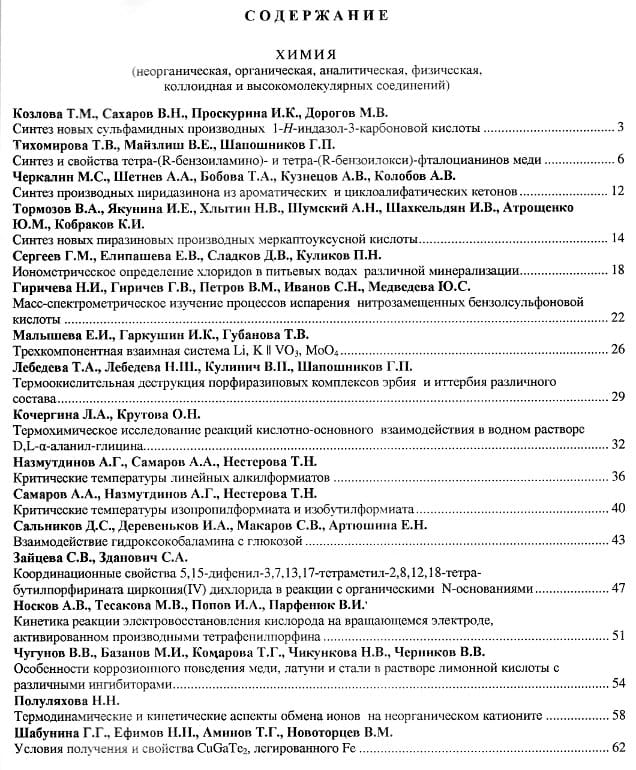 СОДЕРЖАНИЕ
ХИМИЯ
(неорганическая, органическая, аналитическая, физическая,
коллоидная и высокомолекулярных соединений)
Козлова Т.М., Сахаров В.Н., Проскурина И.К., Дорогов М.В.
Синтез новых сульфамидных производных 1-Н-индазол-3-карбоновой кислоты ........ 3
Тихомирова Т.В., Майзлиш В.Е., Шапошников Г.П.
Синтез и свойства тетра-(R-бензоиламино)- и тетра-(R-бензоилокси)-фталоцианинов меди ........ 6
Черкалин М.С., Шетнев А.А., Бобова Т.А., Кузнецов А.В., Колобов А.В.
Синтез производных пиридазинона из ароматических и циклоалифатических кетонов ........ 12
Тормозов В.А., Якунина И.Е., Хлытин Н.В., Шумский А.Н., Шахкельдян И.В., Атрощенко
Ю.М., Кобраков К.И.
Синтез новых пиразиновых производных меркаптоуксусной кислоты ........ 14
Сергеев Г.М., Елипашева Е.В., Сладков Д.В., Куликов П.Н.
Ионометрическое определение хлоридов в питьевых водах различной минерализации ........ 18
Гиричева Н.И., Гиричев Г.В., Петров В.М., Иванов С.Н., Медведева Ю.С.
Масс-спектрометрическое изучение процессов испарения нитрозамещенных бензолсульфоновой
кислоты ........ 22
Малышева Е.И., Гаркушин И.К., Губанова Т.В.
Трехкомпонентная взаимная система Li, K ǁ VO₃, MoO₄ ........ 26
Лебедева Т.А., Лебедева Н.Ш., Кулинич В.П., Шапошников Г.П.
Термоокислительная деструкция порфиразиновых комплексов эрбия и иттербия различного
состава ........ 29
Кочергина Л.А., Крутова О.Н.
Термохимическое исследование реакций кислотно-основного взаимодействия в водном растворе
D,L-α-аланил-глицина ........ 32
Назмутдинов А.Г., Самаров А.А., Нестерова Т.Н.
Критические температуры линейных алкилформиатов ........ 36
Самаров А.А., Назмутдинов А.Г., Нестерова Т.Н.
Критические температуры изопропилформиата и изобутилформиата ........ 40
Сальников Д.С., Деревеньков И.А., Макаров С.В., Артюшина Е.Н.
Взаимодействие гидроксокобаламина с глюкозой ........ 43
Зайцева С.В., Зданович С.А.
Координационные свойства 5,15-дифенил-3,7,13,17-тетраметил-2,8,12,18-тетра-
бутилпорфирината циркония(IV) дихлорида в реакции с органическими N-основаниями ........ 47
Носков А.В., Тесакова М.В., Попов И.А., Парфенюк В.И.
Кинетика реакции электровосстановления кислорода на вращающемся электроде,
активированном производными тетрафенилпорфина ........ 51
Чугунов В.В., Базанов М.И., Комарова Т.Г., Чикункова Н.В., Черников В.В.
Особенности коррозионного поведения меди, латуни и стали в растворе лимонной кислоты с
различными ингибиторами ........ 54
Полуляхова Н.Н.
Термодинамические и кинетические аспекты обмена ионов на неорганическом катионите ........ 58
Шабунина Г.Г., Ефимов Н.Н., Аминов Т.Г., Новоторцев В.М.
Условия получения и свойства CuGaTe₂, легированного Fe ........ 62